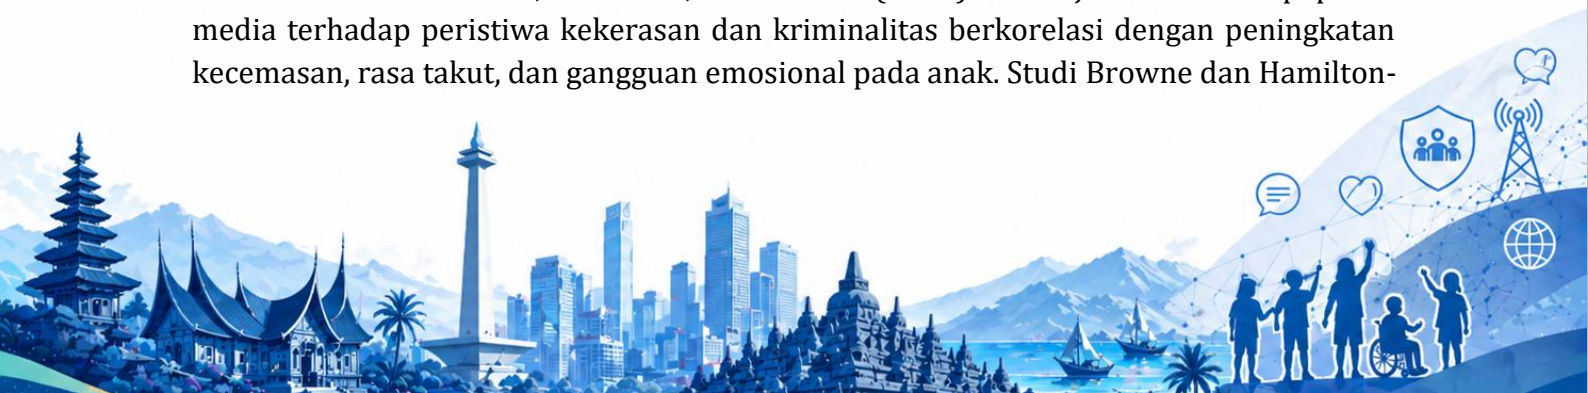 media terhadap peristiwa kekerasan dan kriminalitas berkorelasi dengan peningkatan
kecemasan, rasa takut, dan gangguan emosional pada anak. Studi Browne dan Hamilton-